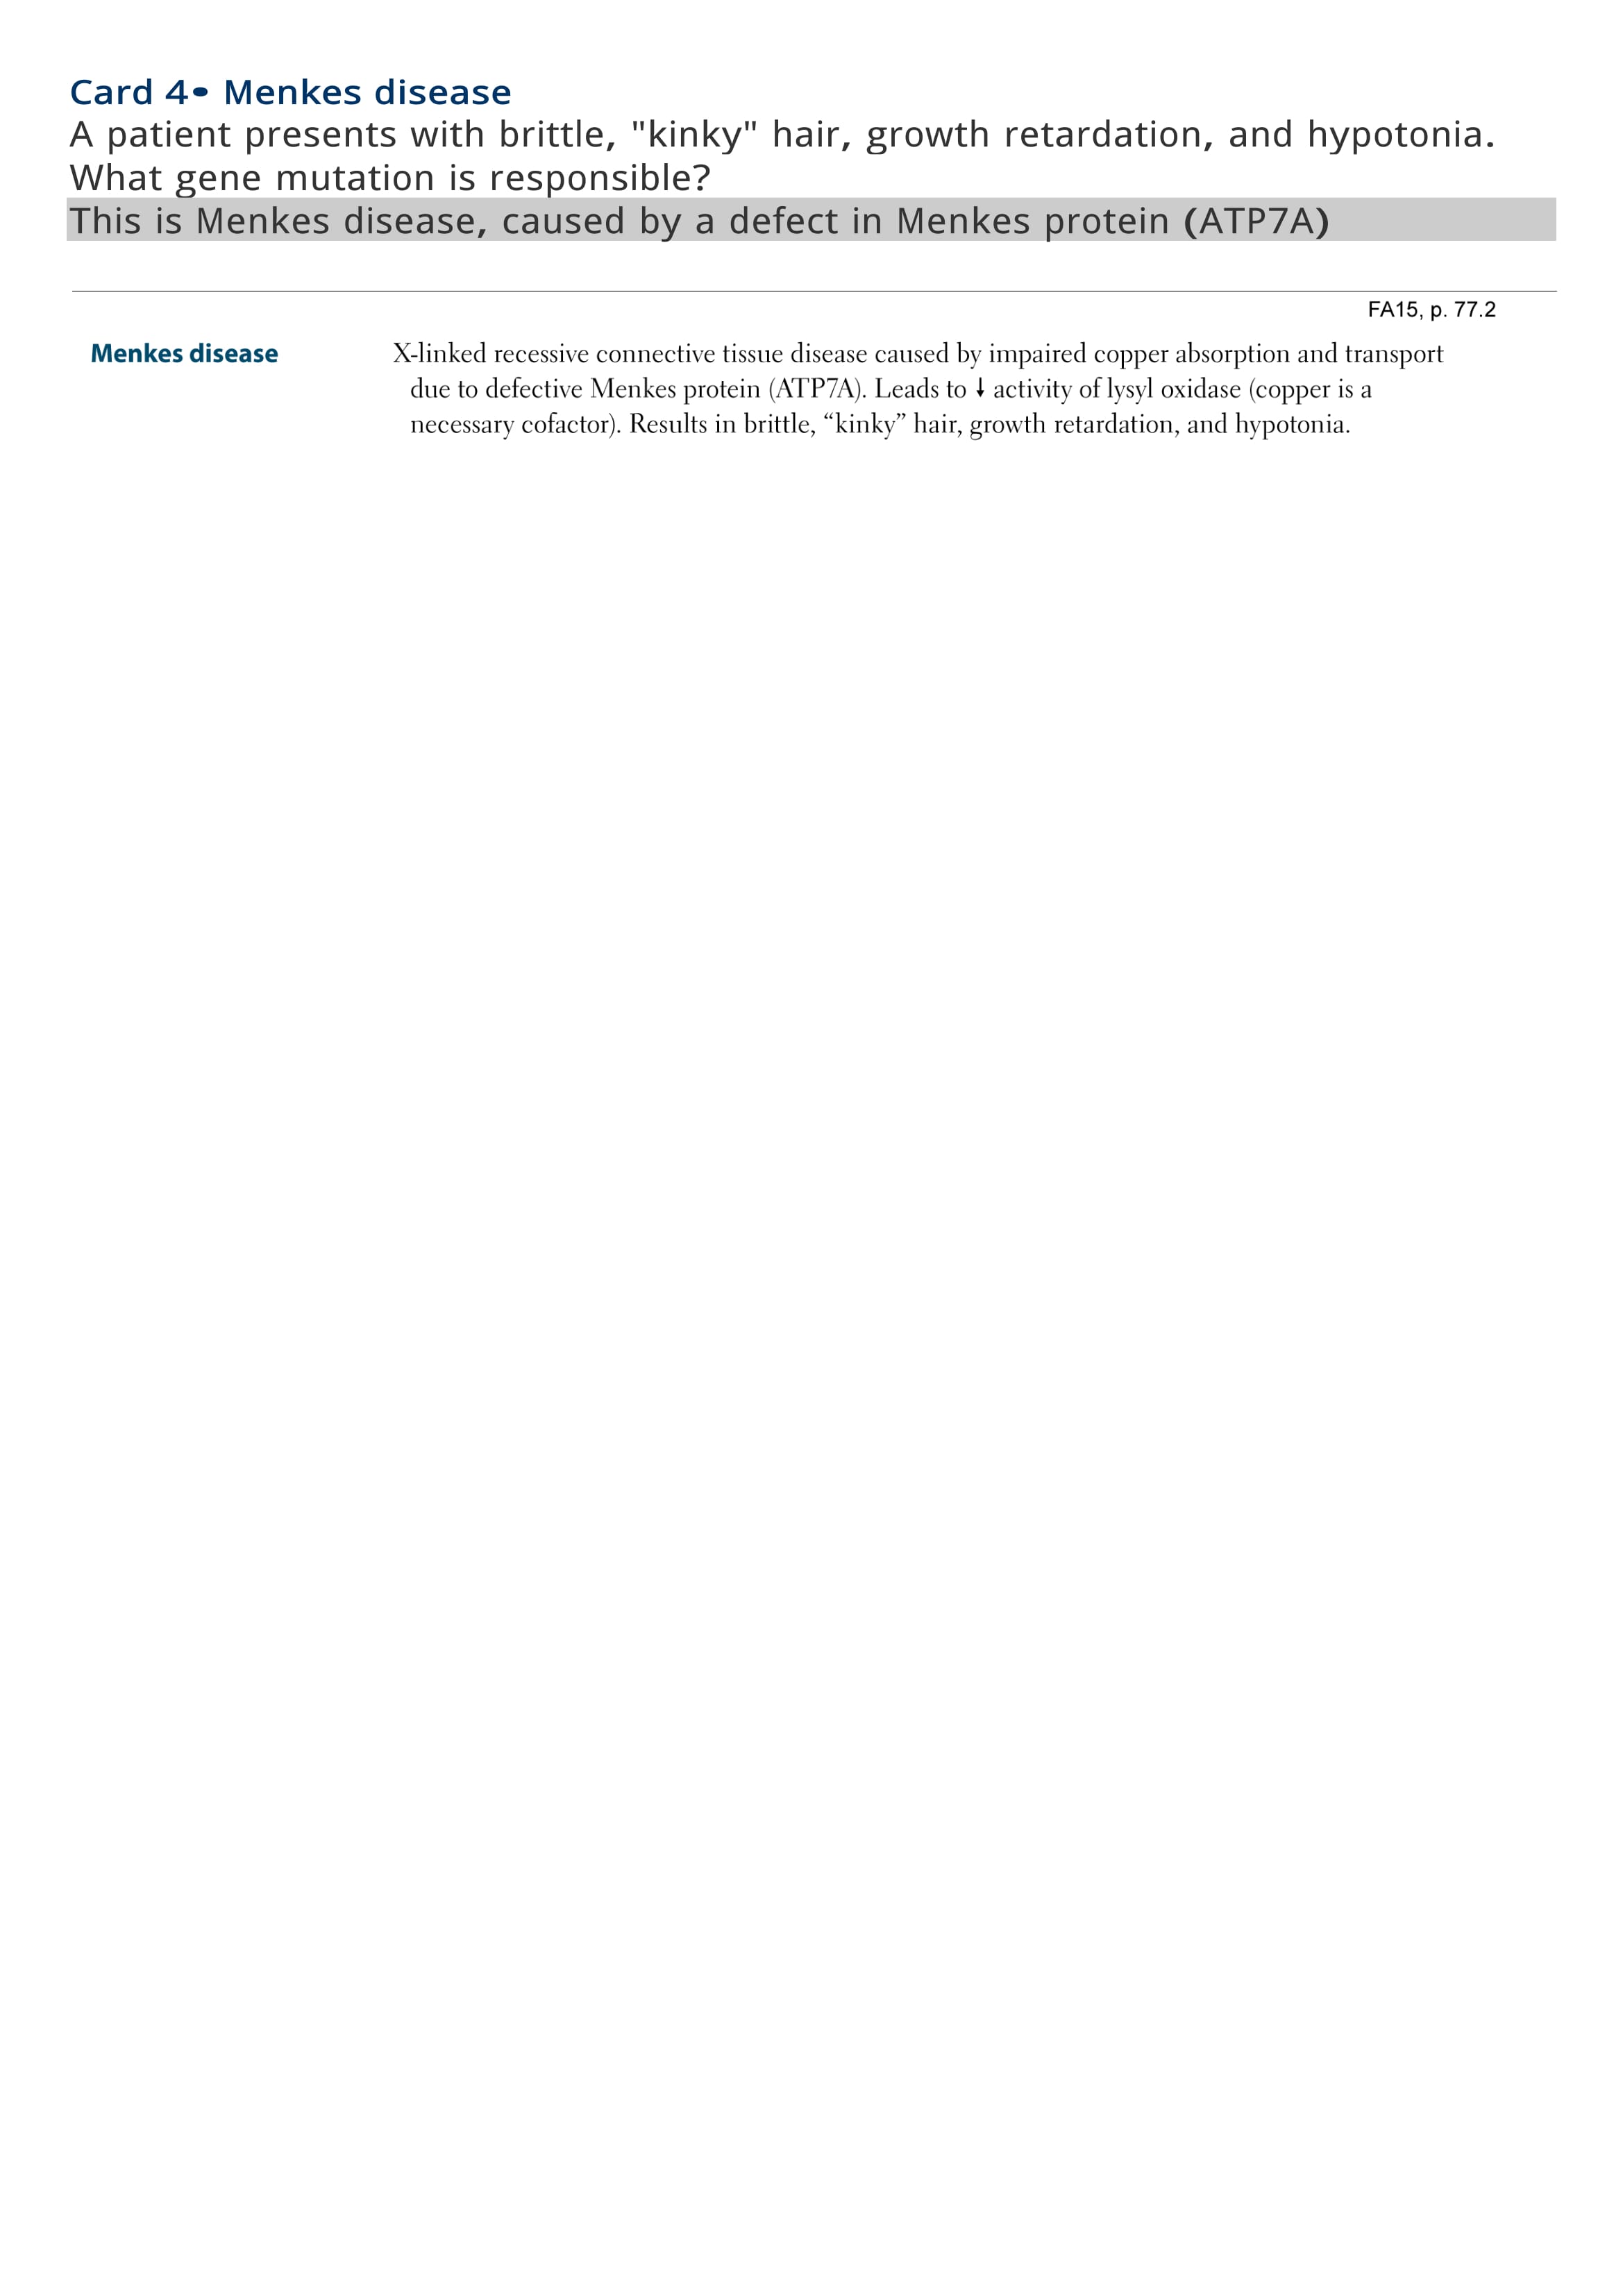 Card 4• Menkes disease
A patient presents with brittle, "kinky" hair, growth retardation, and hypotonia.
What gene mutation is responsible?
This is Menkes disease, caused by a defect in Menkes protein (ATP7A)
FA15, p. 77.2
Menkes disease
X-linked recessive connective tissue disease caused by impaired copper absorption and transport
due to defective Menkes protein (ATP7A). Leads to ↓ activity of lysyl oxidase (copper is a
necessary cofactor). Results in brittle, “kinky” hair, growth retardation, and hypotonia.